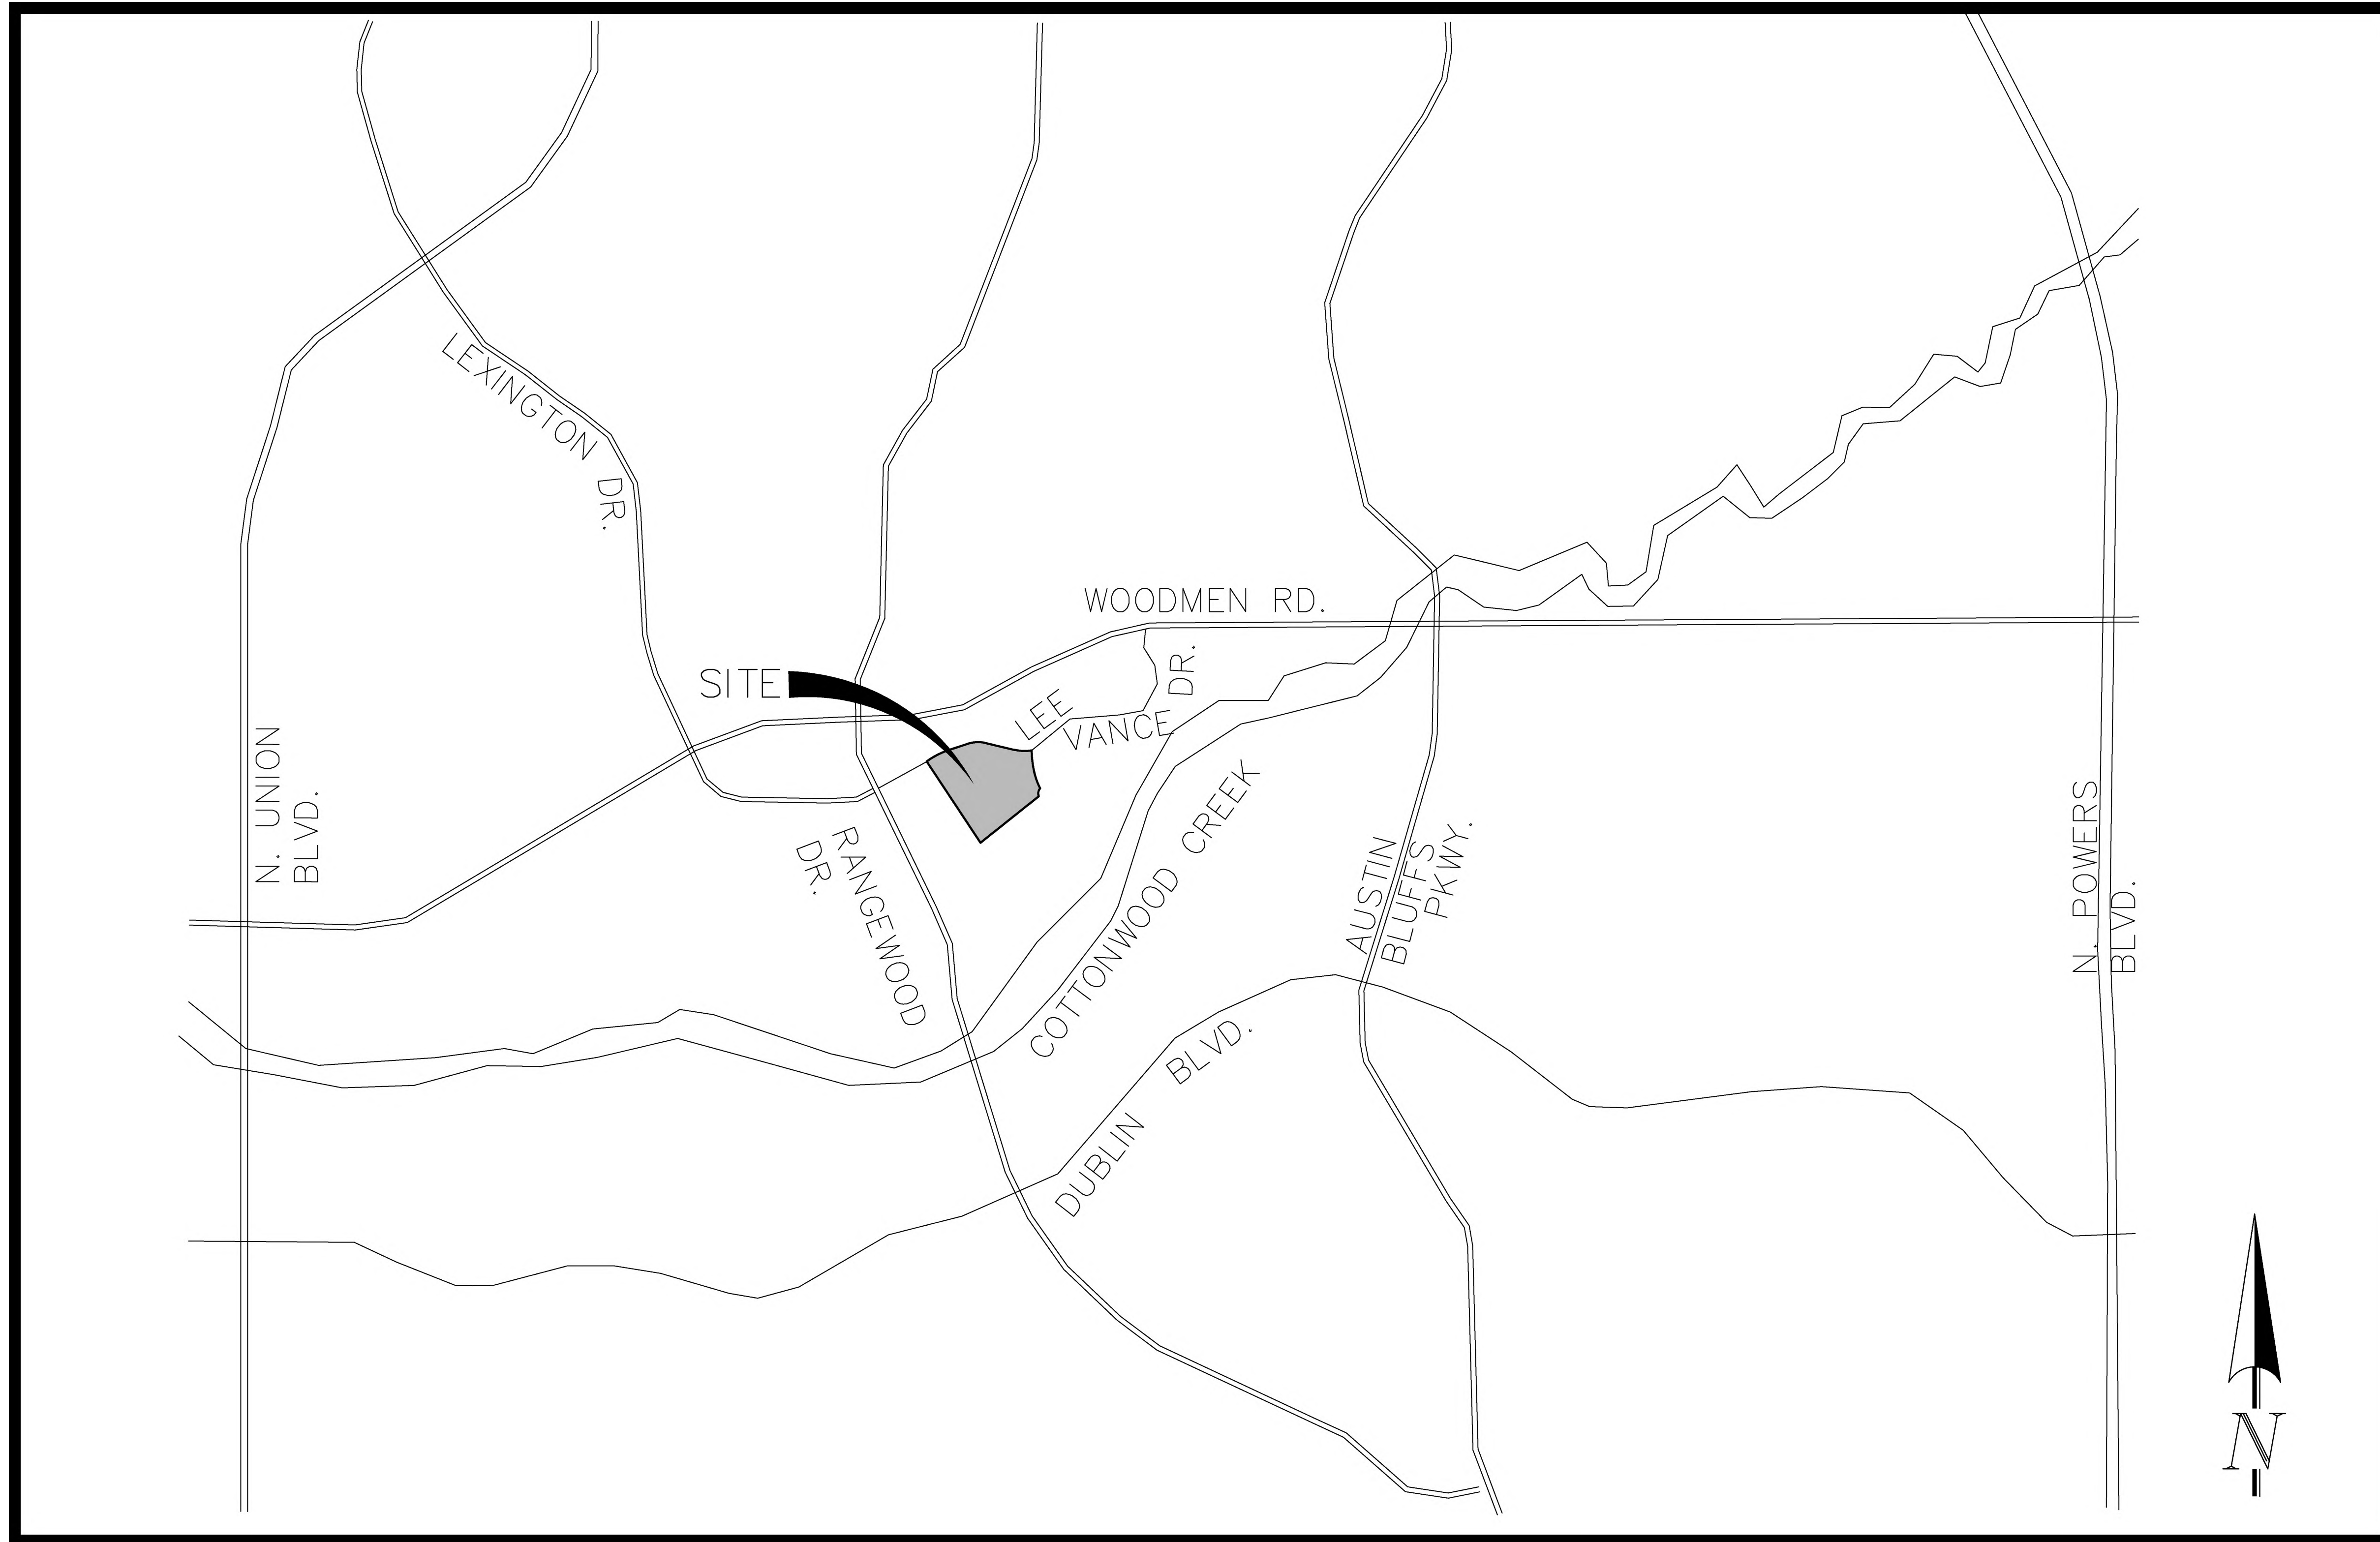 LEXINGTON DR.
WOODMEN RD.
SITE
LEE
VANCE DR.
N. UNION
BLVD.
RANGEWOOD
DR.
COTTONWOOD CREEK
AUSTIN
BLUFFS
PKWY.
N. POWERS
BLVD.
DUBLIN BLVD.
N